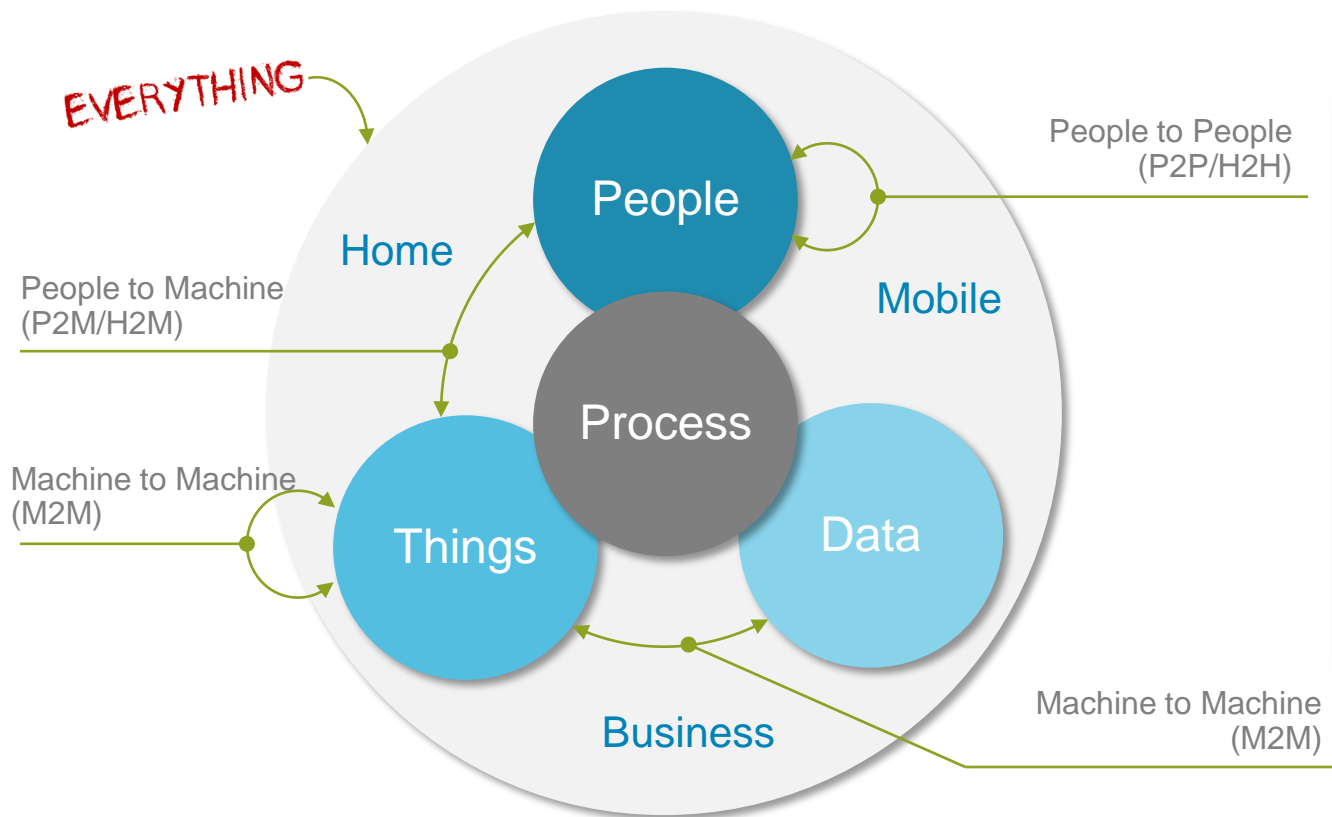 EVERYTHING
People to People
(P2P/H2H)
People
Home
Mobile
People to Machine
(P2M/H2M)
Process
Machine to Machine
(M2M)
Things
Data
Business
Machine to Machine
(M2M)